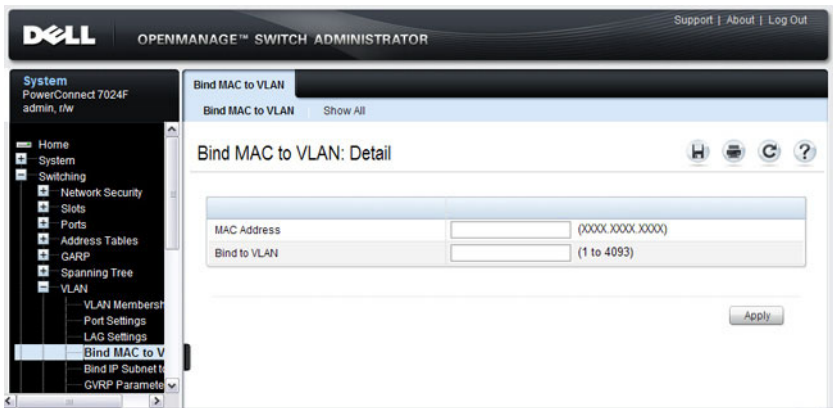 Support | About | Log Out
DELL OPENMANAGE™ SWITCH ADMINISTRATOR
System
PowerConnect 7024F
admin, r/w
Home
System
Switching
Network Security
Slots
Ports
Address Tables
GARP
Spanning Tree
VLAN
VLAN Membersh
Port Settings
LAG Settings
Bind MAC to V
Bind IP Subnet to
GVRP Paramete
Bind MAC to VLAN
Bind MAC to VLAN Show All
Bind MAC to VLAN: Detail
MAC Address (XXXX.XXXX.XXXX)
Bind to VLAN (1 to 4093)
Apply